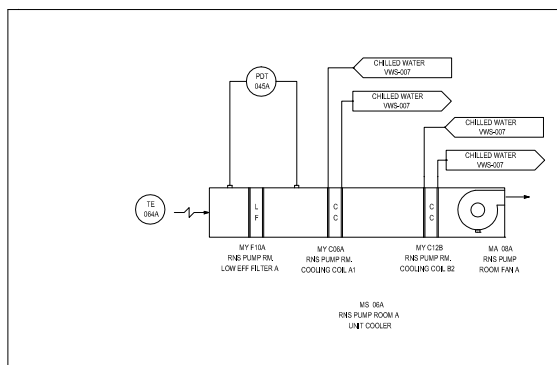 CHILLED WATER
VWS-007
PDT
045A
CHILLED WATER
VWS-007
CHILLED WATER
VWS-007
CHILLED WATER
VWS-007
TE
064A
L
F
C
C
C
C
MY F10A
RNS PUMP RM.
LOW EFF FILTER A
MY C06A
RNS PUMP RM.
COOLING COIL A1
MY C12B
RNS PUMP RM.
COOLING COIL B2
MA 08A
RNS PUMP
ROOM FAN A
MS 06A
RNS PUMP ROOM A
UNIT COOLER